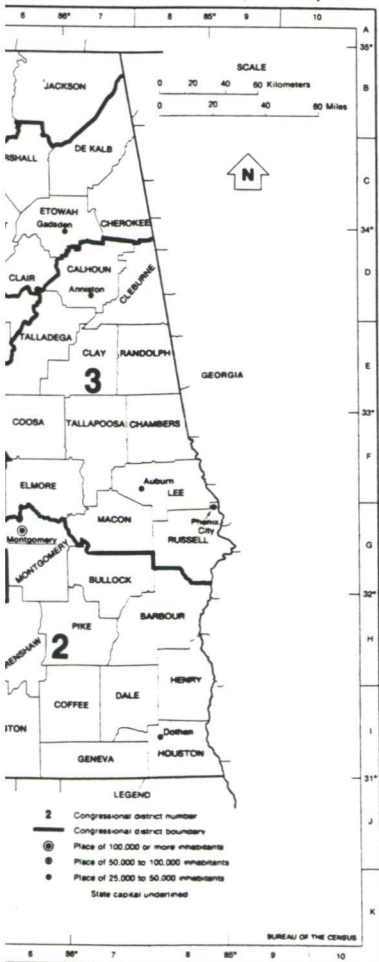 6 86° 7 8 85° 9 10
A
35°
SCALE
JACKSON
0 20 40 60 Kilometers
B
0 20 40 60 Miles
DE KALB
RSHALL
N
C
ETOWAH
Gadsden
CHEROKEE
34°
CALHOUN
D
CLAIR
Anniston
CLEBURNE
TALLADEGA
CLAY RANDOLPH
E
3
GEORGIA
33°
COOSA TALLAPOOSA CHAMBERS
F
Auburn
ELMORE
LEE
MACON
Phenix
City
G
Montgomery
RUSSELL
MONTGOMERY
BULLOCK
32°
BARBOUR
PIKE
2
H
RENSHAW
HENRY
DALE
COFFEE
I
NTON
Dothan
HOUSTON
GENEVA
31°
LEGEND
J
2 Congressional district number
Congressional district boundary
Place of 100,000 or more inhabitants
Place of 50,000 to 100,000 inhabitants
Place of 25,000 to 50,000 inhabitants
State capital underlined
K
BUREAU OF THE CENSUS
6 86° 7 8 85° 9 10